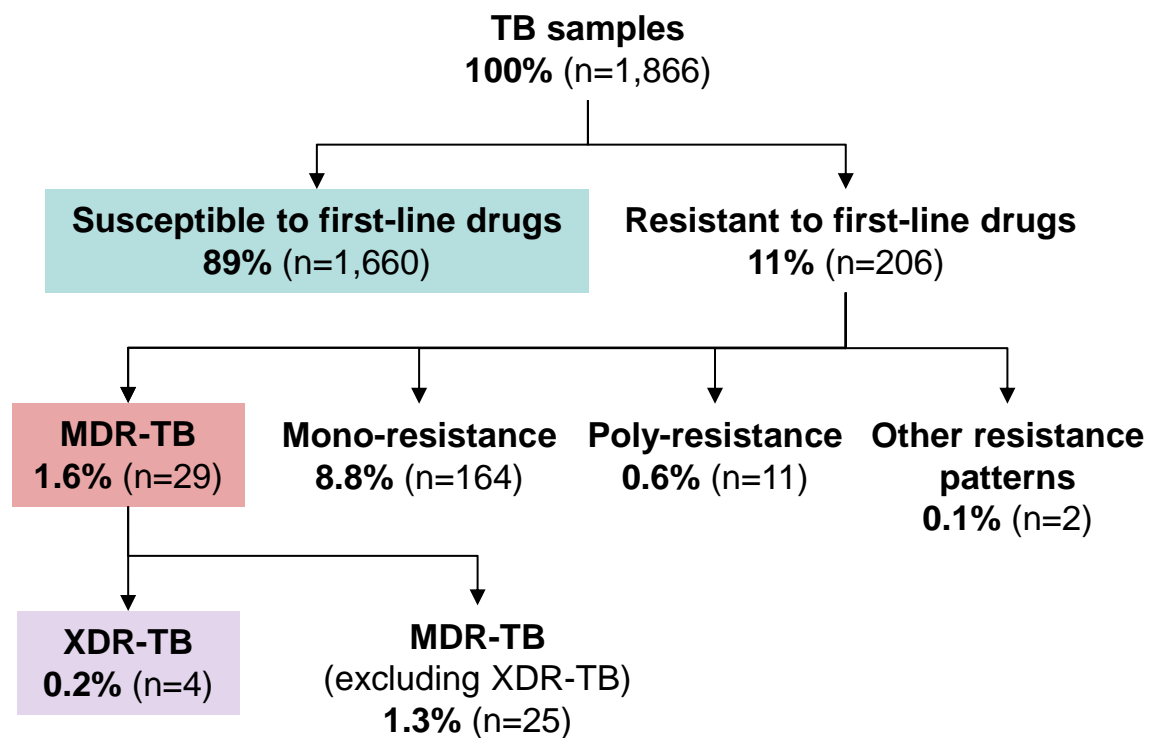 TB samples
100% (n=1,866)
Susceptible to first-line drugs
89% (n=1,660)
Resistant to first-line drugs
11% (n=206)
MDR-TB
1.6% (n=29)
Mono-resistance
8.8% (n=164)
Poly-resistance
0.6% (n=11)
Other resistance
patterns
0.1% (n=2)
XDR-TB
0.2% (n=4)
MDR-TB
(excluding XDR-TB)
1.3% (n=25)